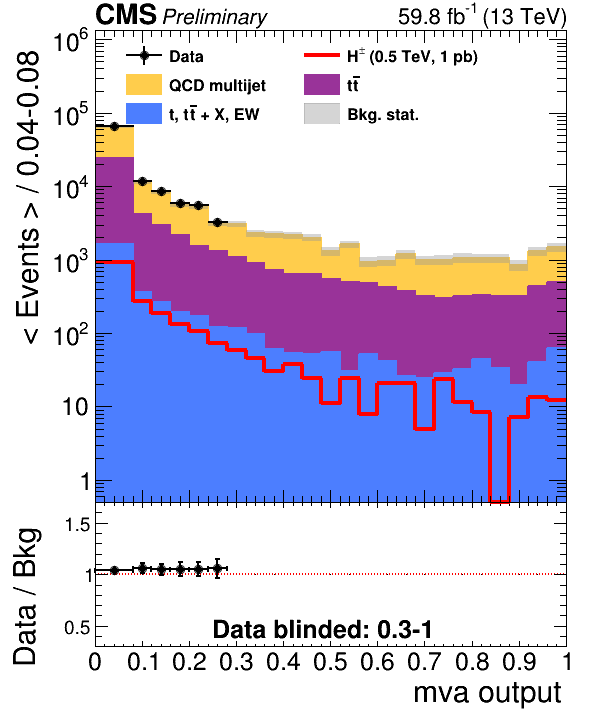 CMS Preliminary 59.8 fb⁻¹ (13 TeV)
< Events > / 0.04-0.08
10⁶
10⁵
10⁴
10³
10²
10
1
Data
H± (0.5 TeV, 1 pb)
QCD multijet
tt̄
t, tt̄ + X, EW
Bkg. stat.
Data / Bkg
1.5
1
0.5
Data blinded: 0.3-1
0 0.1 0.2 0.3 0.4 0.5 0.6 0.7 0.8 0.9 1
mva output